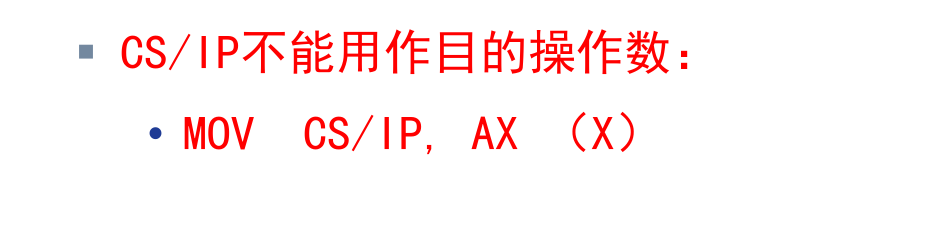 ▪ CS/IP不能用作目的操作数：
• MOV  CS/IP, AX （X）